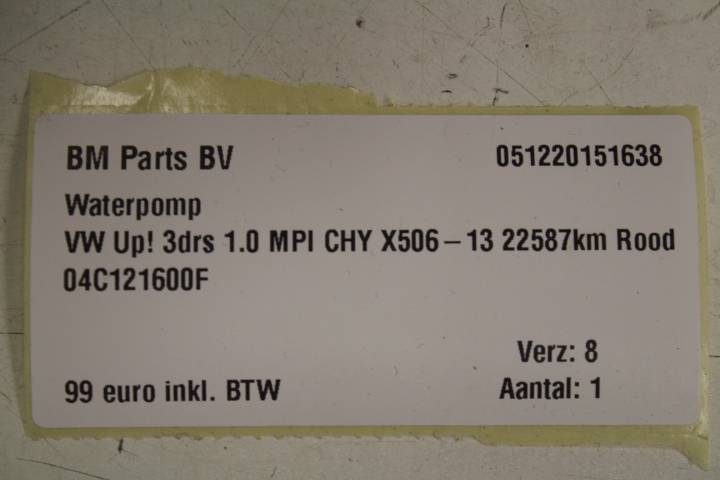 BM Parts BV 051220151638
Waterpomp
VW Up! 3drs 1.0 MPI CHY X506-13 22587km Rood
04C121600F
Verz: 8
99 euro inkl. BTW Aantal: 1